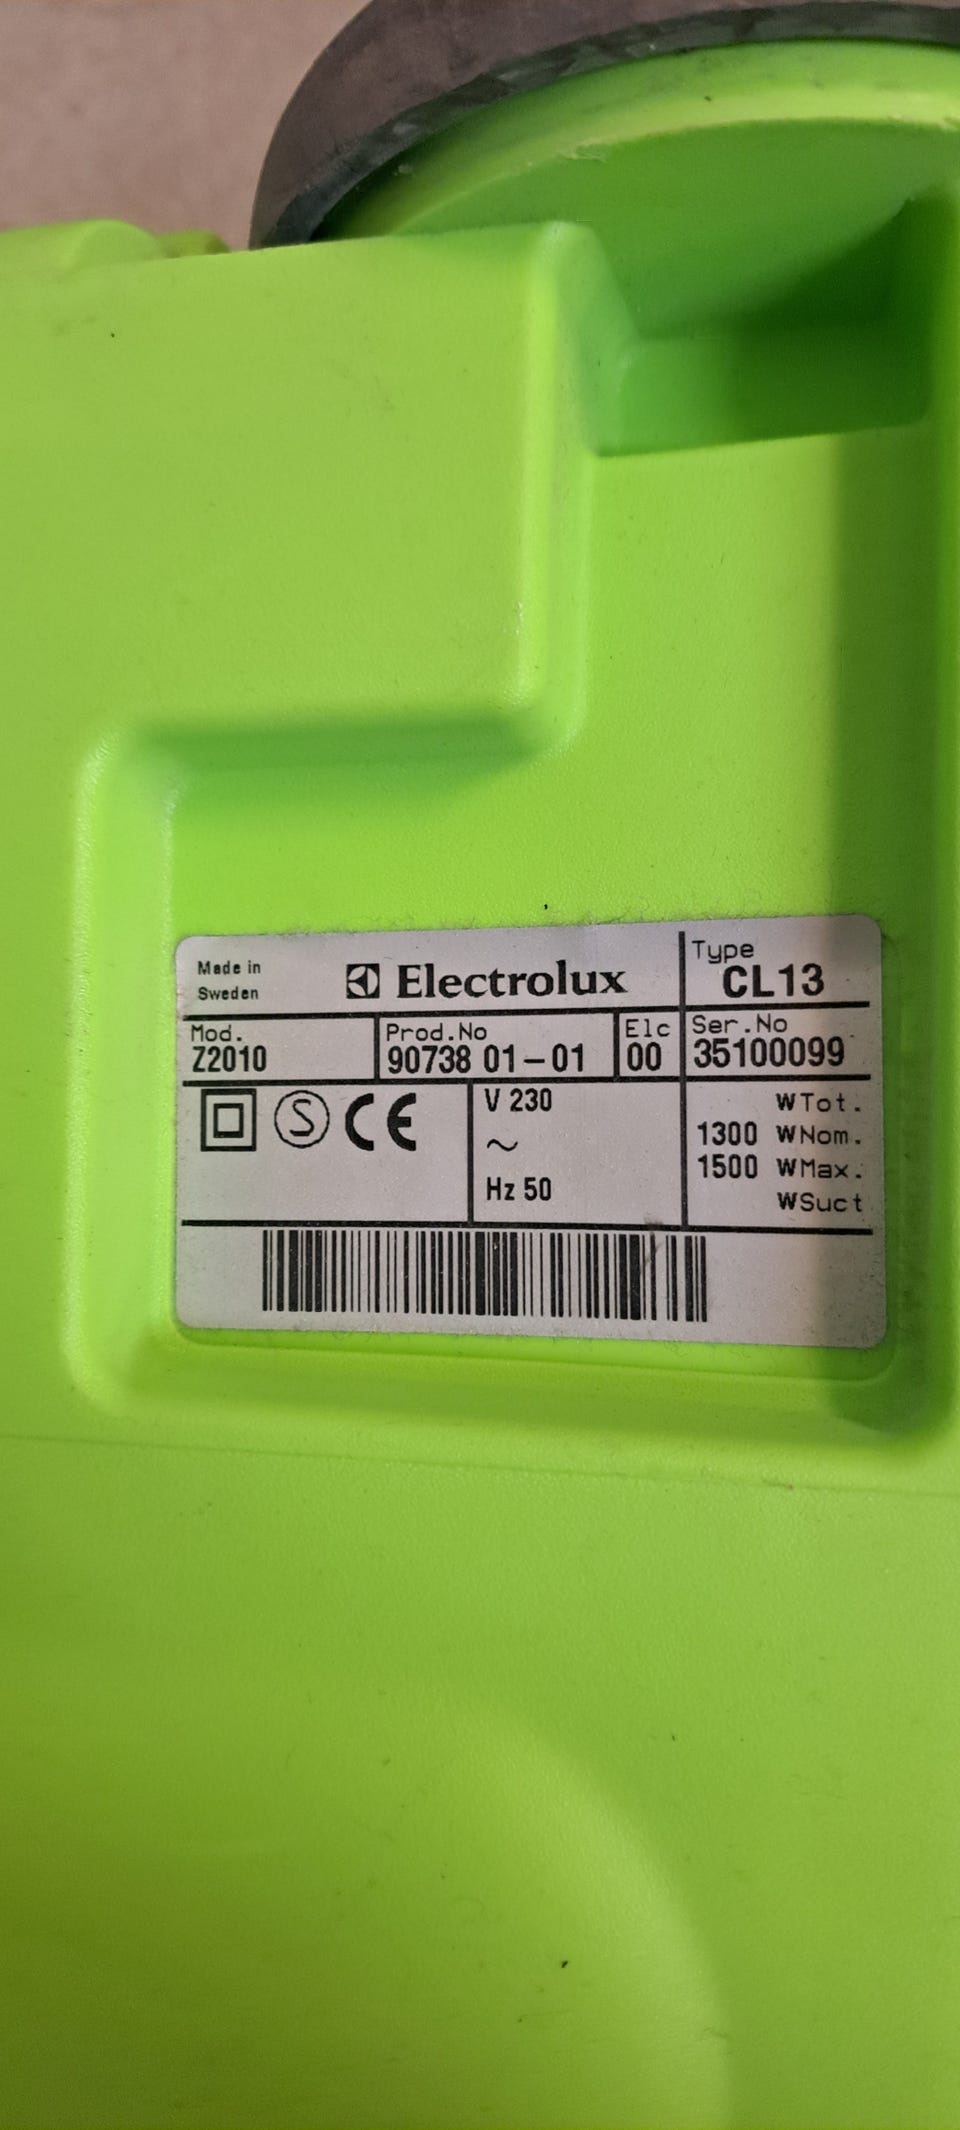 Made in
Sweden
Electrolux
Type
CL13
Mod.
Z2010
Prod.No
90738 01-01
Elc
00
Ser.No
35100099
S
CE
V 230
~
Hz 50
WTot.
1300 WNom.
1500 WMax.
WSuct